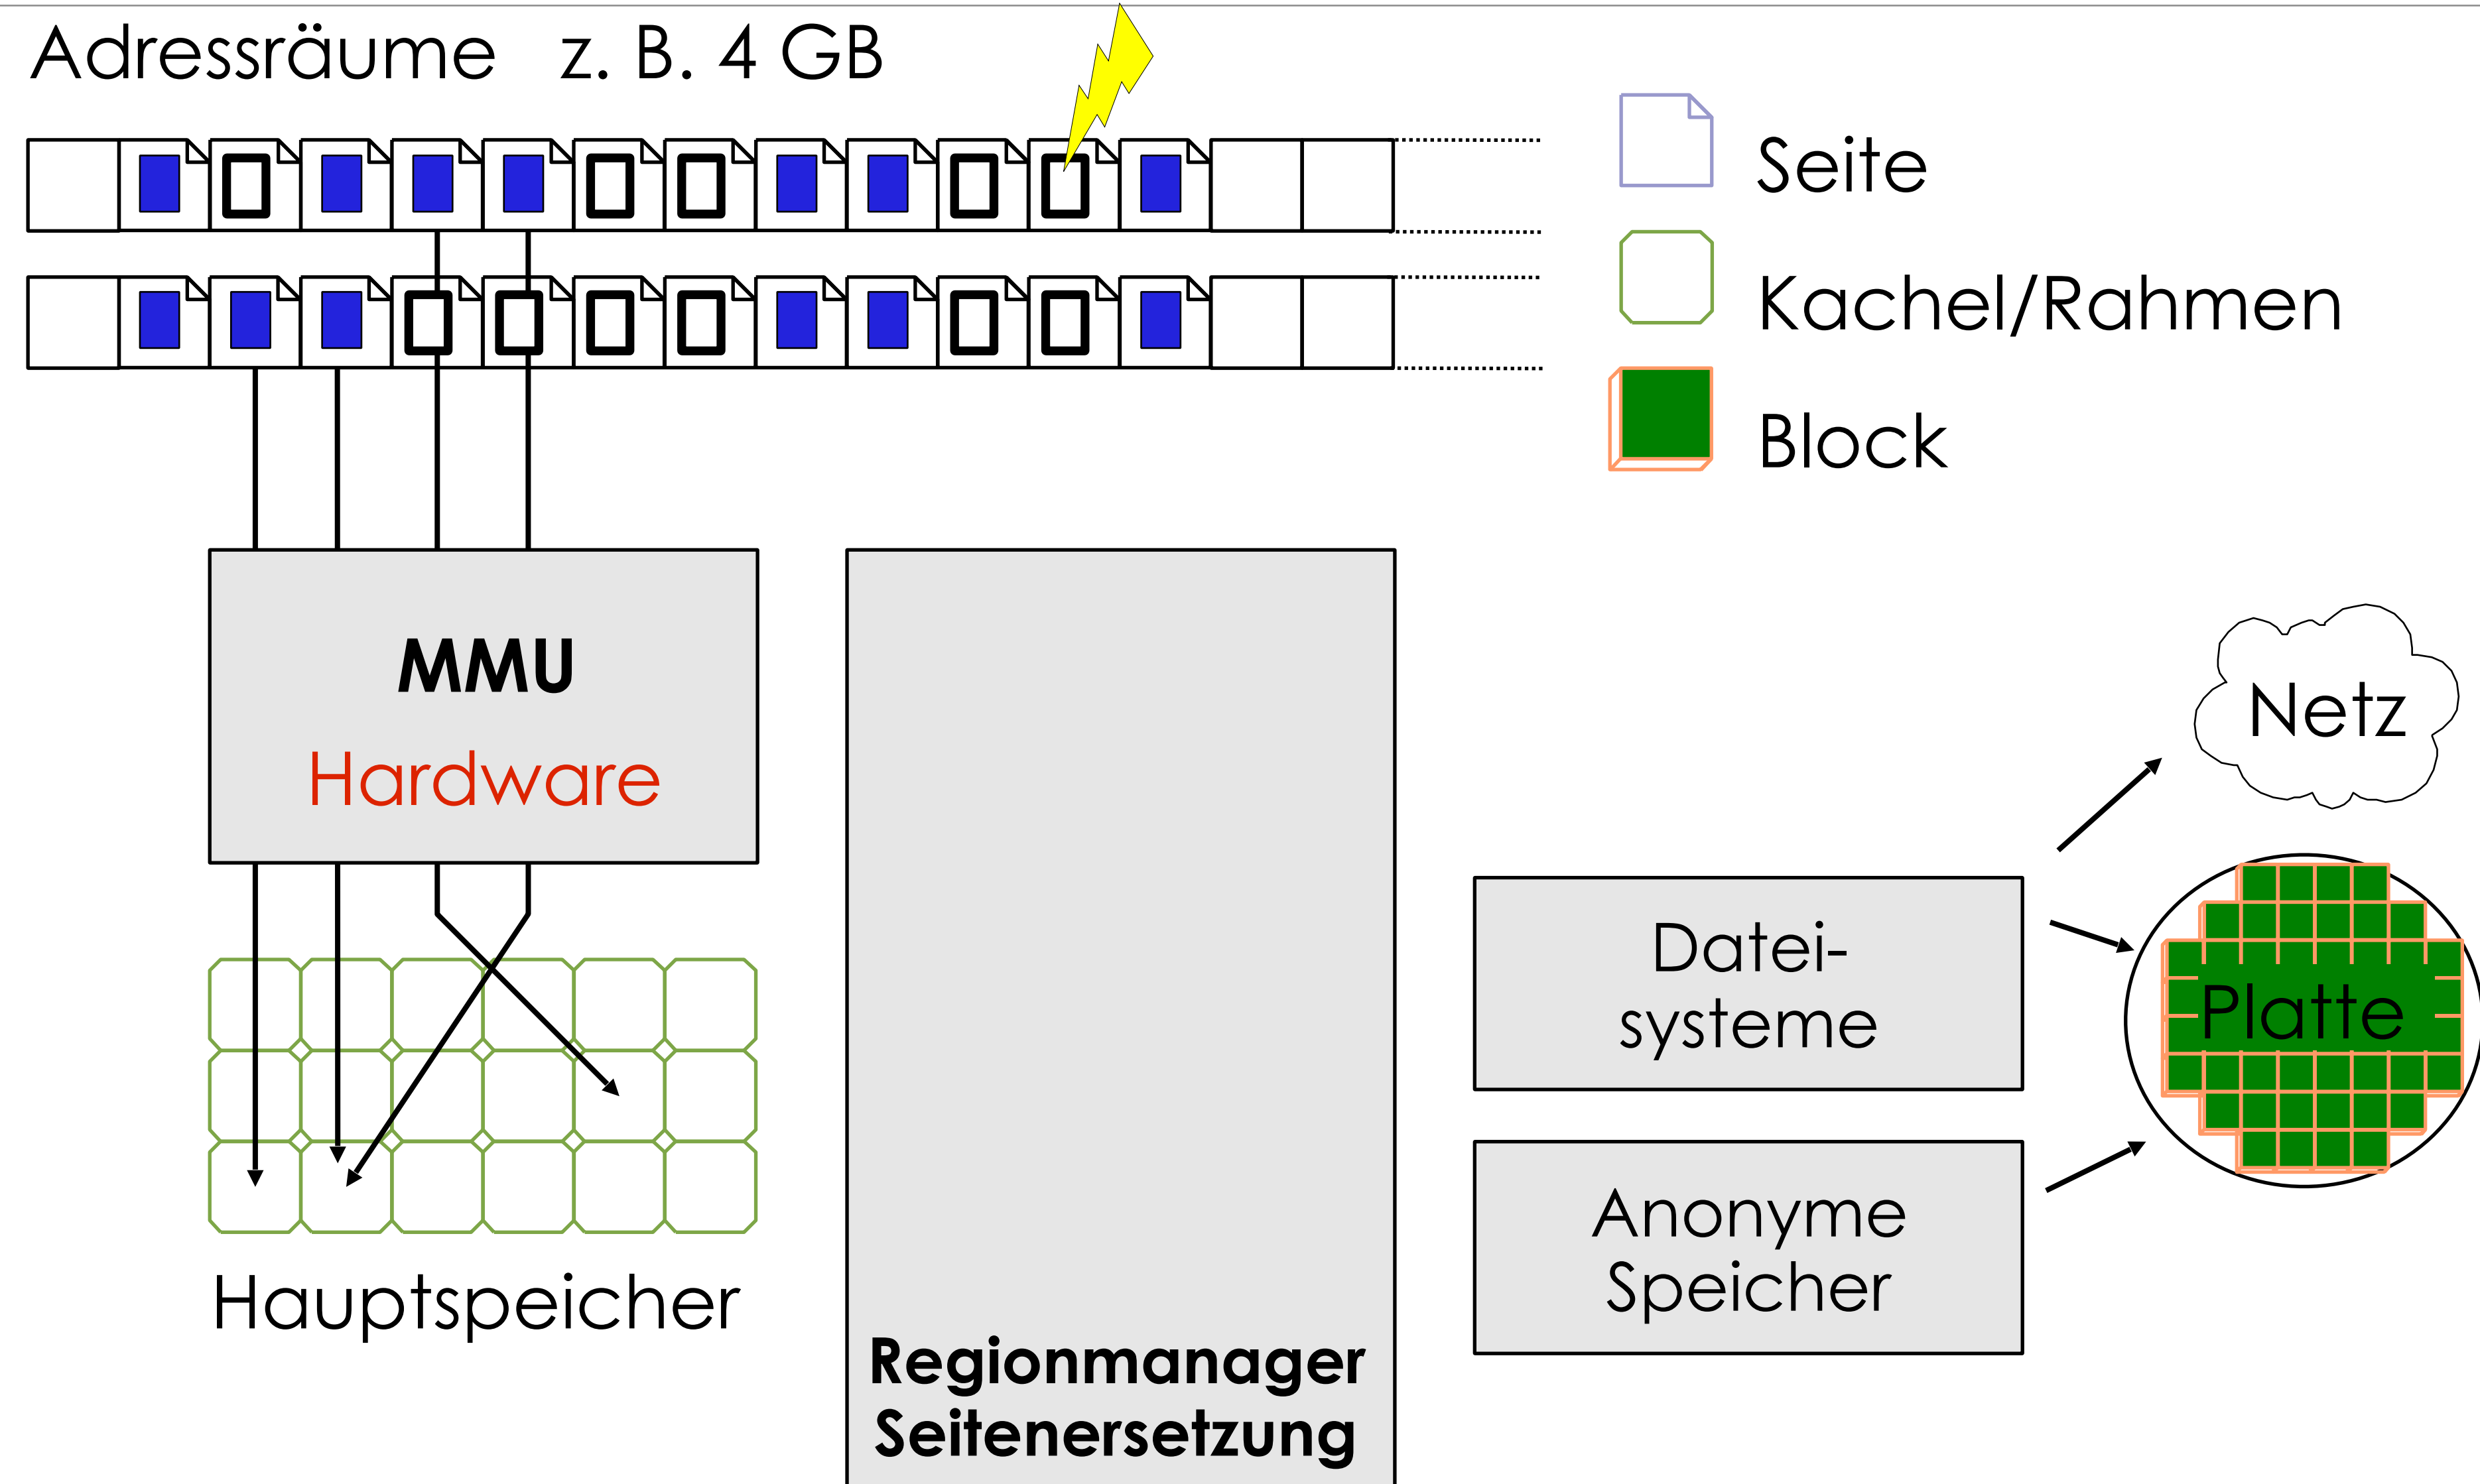 Adressräume z. B. 4 GB
Seite
Kachel/Rahmen
Block
MMU
Hardware
Netz
Datei-
systeme
Platte
Anonyme
Speicher
Hauptspeicher
Regionmanager
Seitenersetzung